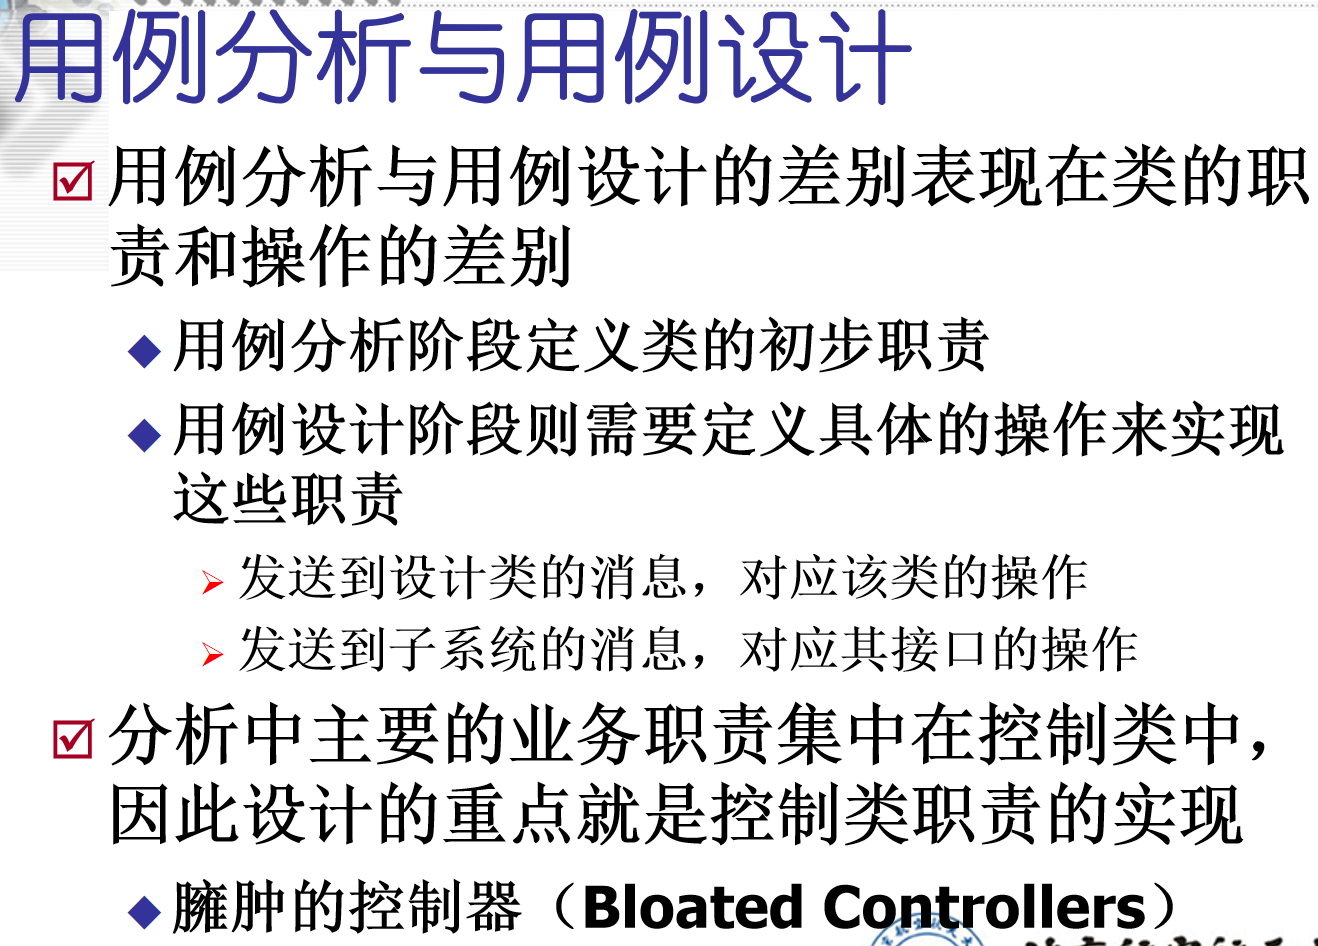 用例分析与用例设计
用例分析与用例设计的差别表现在类的职
责和操作的差别
用例分析阶段定义类的初步职责
用例设计阶段则需要定义具体的操作来实现
这些职责
发送到设计类的消息，对应该类的操作
发送到子系统的消息，对应其接口的操作
分析中主要的业务职责集中在控制类中，
因此设计的重点就是控制类职责的实现
臃肿的控制器（Bloated Controllers）